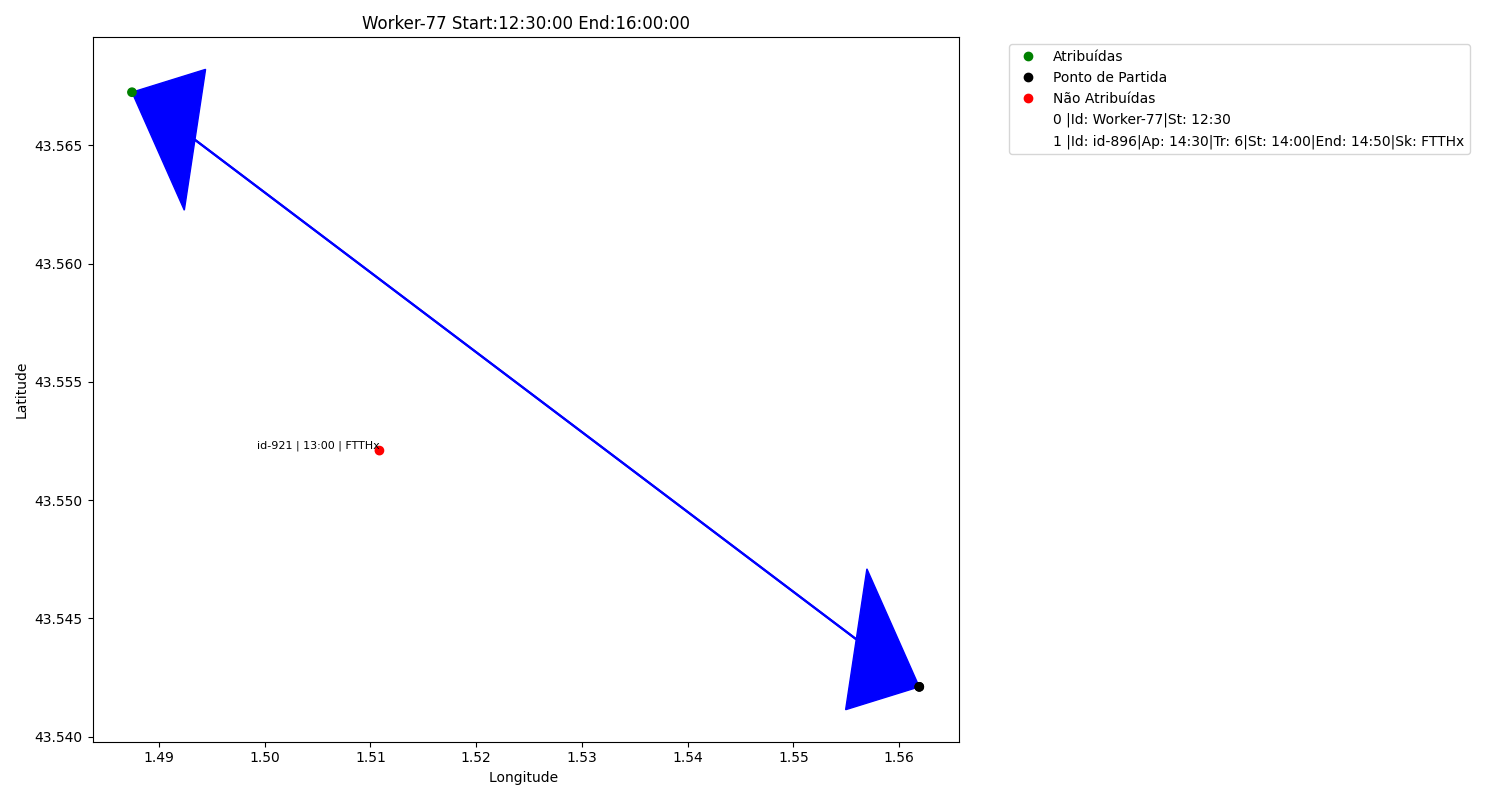 Worker-77 Start:12:30:00 End:16:00:00
Atribuídas
Ponto de Partida
Não Atribuídas
0 |Id: Worker-77|St: 12:30
1 |Id: id-896|Ap: 14:30|Tr: 6|St: 14:00|End: 14:50|Sk: FTTHx
43.565
43.560
43.555
43.550
43.545
43.540
Latitude
id-921 | 13:00 | FTTHx
1.49 1.50 1.51 1.52 1.53 1.54 1.55 1.56
Longitude